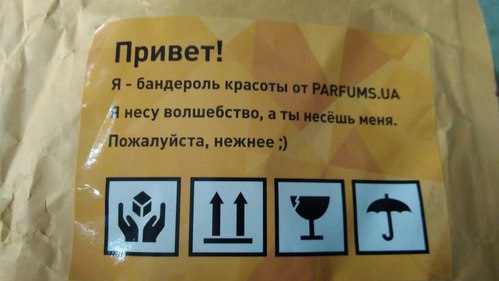 Привет!
Я - бандероль красоты от PARFUMS.UA
Я несу волшебство, а ты несёшь меня.
Пожалуйста, нежнее ;)